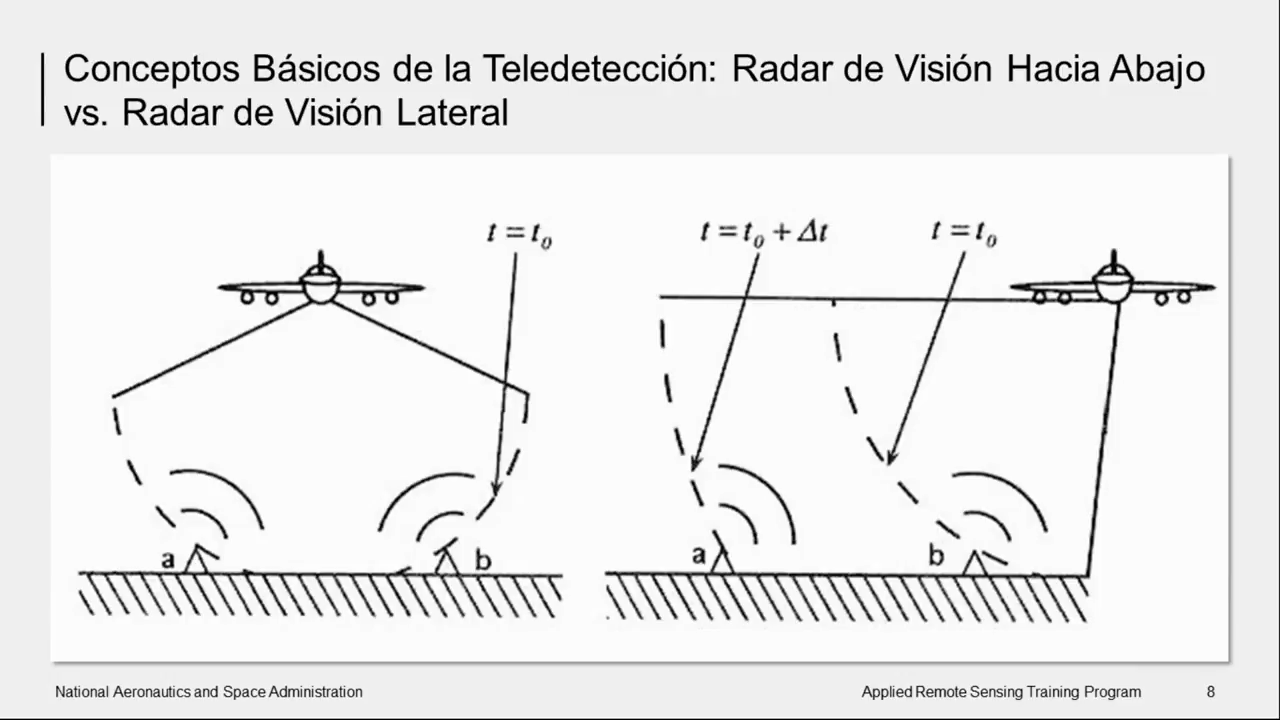 Conceptos Básicos de la Teledetección: Radar de Visión Hacia Abajo
vs. Radar de Visión Lateral
t = t₀
t = t₀ + Δt
t = t₀
a
b
a
b
National Aeronautics and Space Administration
Applied Remote Sensing Training Program
8